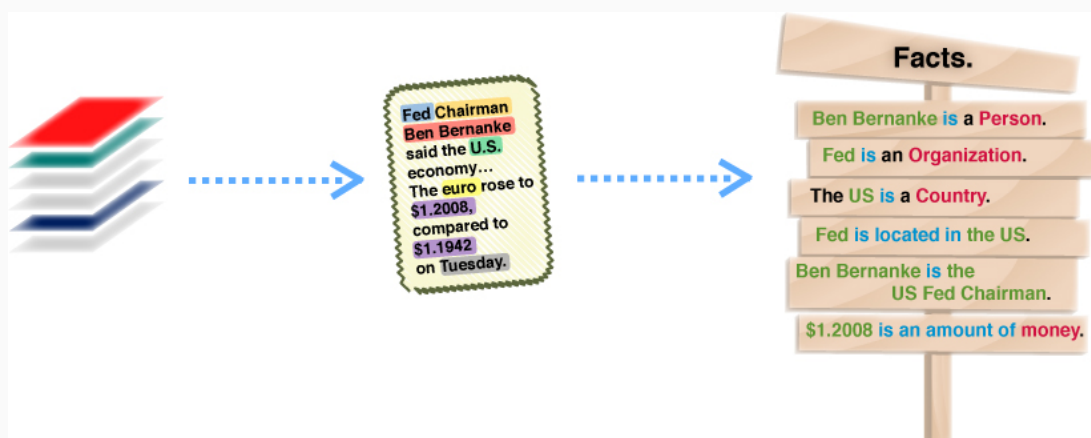 Fed Chairman
Ben Bernanke
said the U.S.
economy...
The euro rose to
$1.2008,
compared to
$1.1942
on Tuesday.
Facts.
Ben Bernanke is a Person.
Fed is an Organization.
The US is a Country.
Fed is located in the US.
Ben Bernanke is the
US Fed Chairman.
$1.2008 is an amount of money.